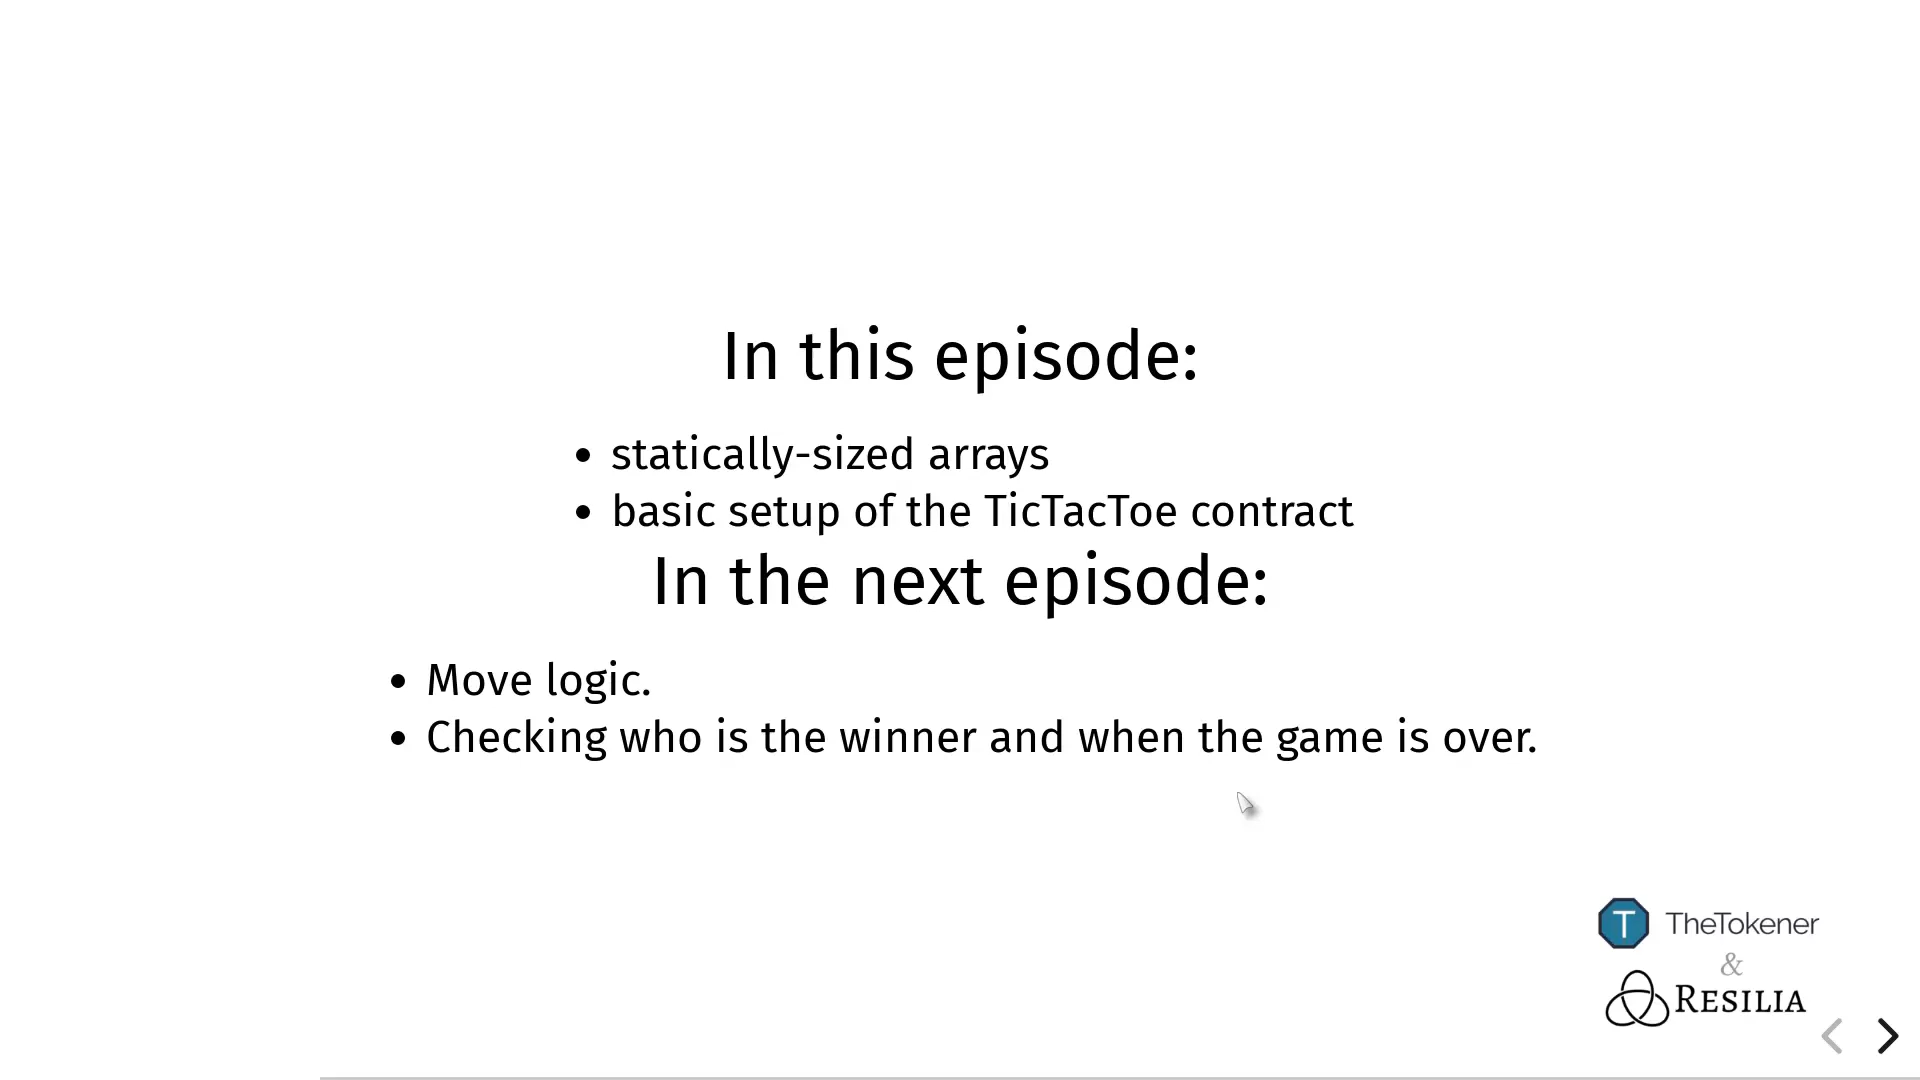 In this episode:
• statically-sized arrays
• basic setup of the TicTacToe contract
In the next episode:
• Move logic.
• Checking who is the winner and when the game is over.
T TheTokener
&
RESILIA